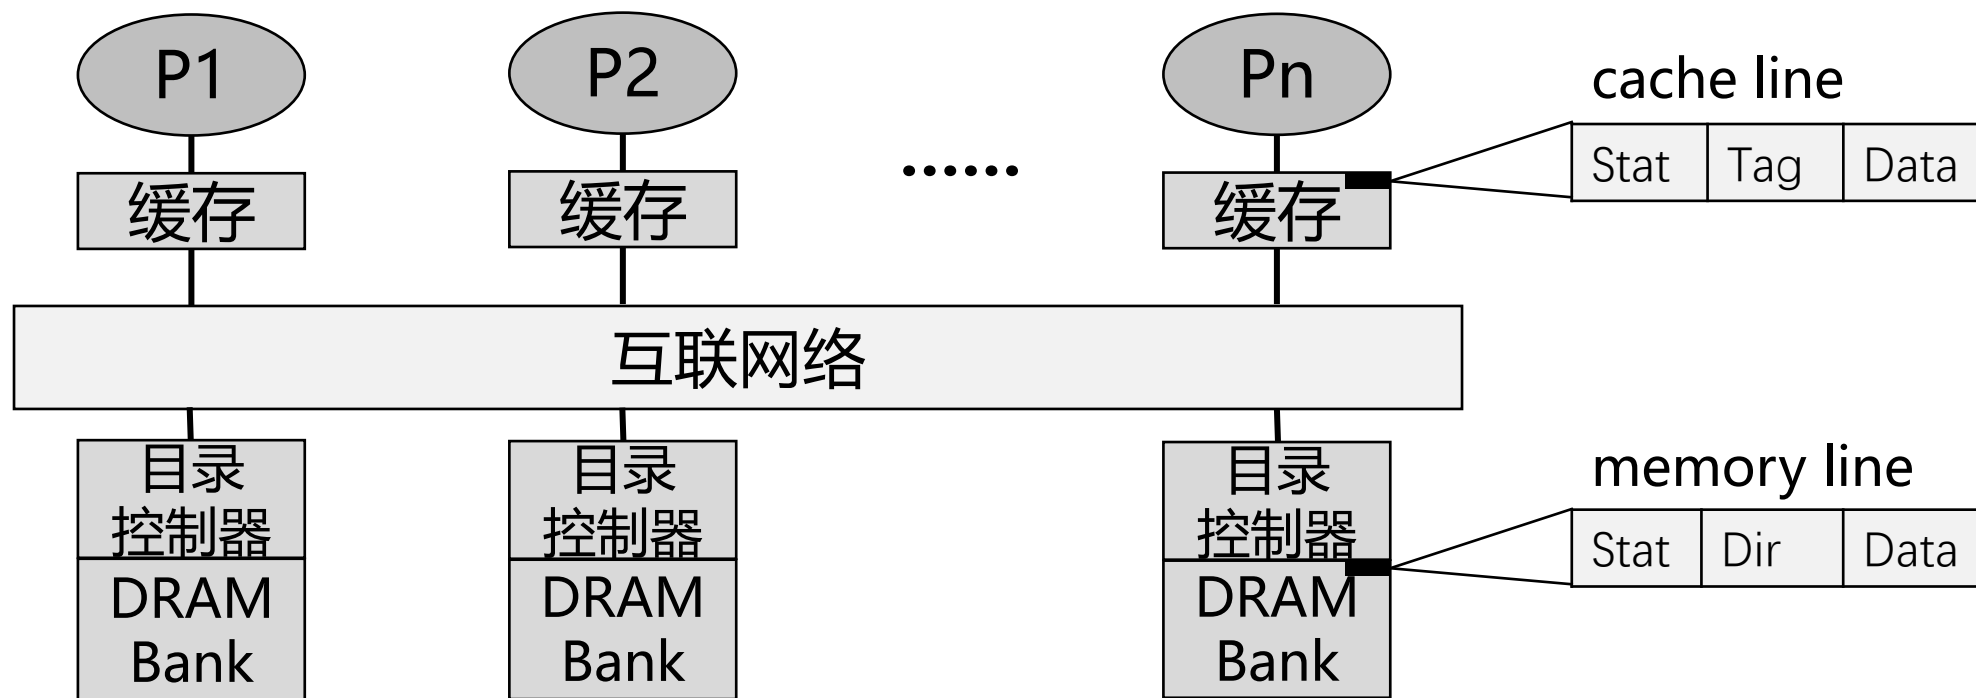 P1
P2
Pn
cache line
Stat Tag Data
缓存
缓存
......
缓存
互联网络
目录
控制器
DRAM
Bank
目录
控制器
DRAM
Bank
目录
控制器
DRAM
Bank
memory line
Stat Dir Data